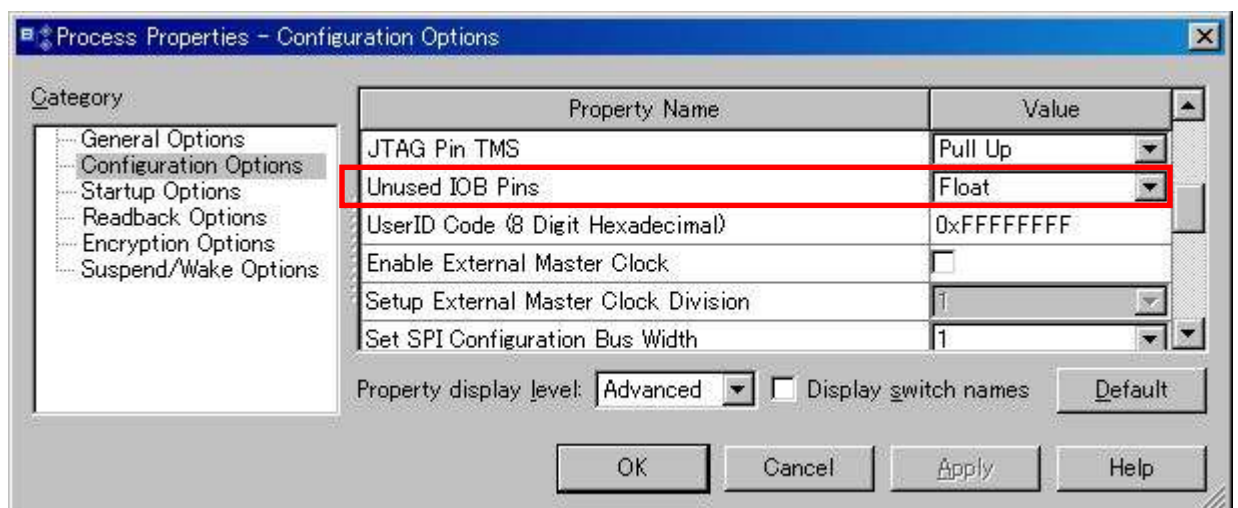 Process Properties - Configuration Options
Category
General Options
Configuration Options
Startup Options
Readback Options
Encryption Options
Suspend/Wake Options
Property Name Value
JTAG Pin TMS Pull Up
Unused IOB Pins Float
UserID Code (8 Digit Hexadecimal) 0xFFFFFFFF
Enable External Master Clock
Setup External Master Clock Division 1
Set SPI Configuration Bus Width 1
Property display level: Advanced Display switch names Default
OK Cancel Apply Help